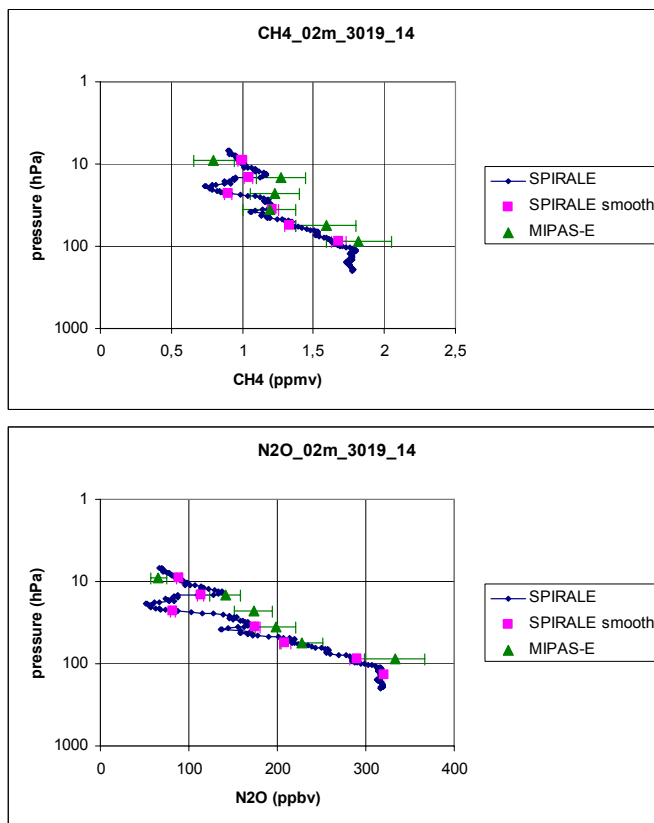 CH4_02m_3019_14
1
10
100
1000
pressure (hPa)
0
0,5
1
1,5
2
2,5
CH4 (ppmv)
SPIRALE
SPIRALE smooth
MIPAS-E
N2O_02m_3019_14
1
10
100
1000
pressure (hPa)
0
100
200
300
400
N2O (ppbv)
SPIRALE
SPIRALE smooth
MIPAS-E